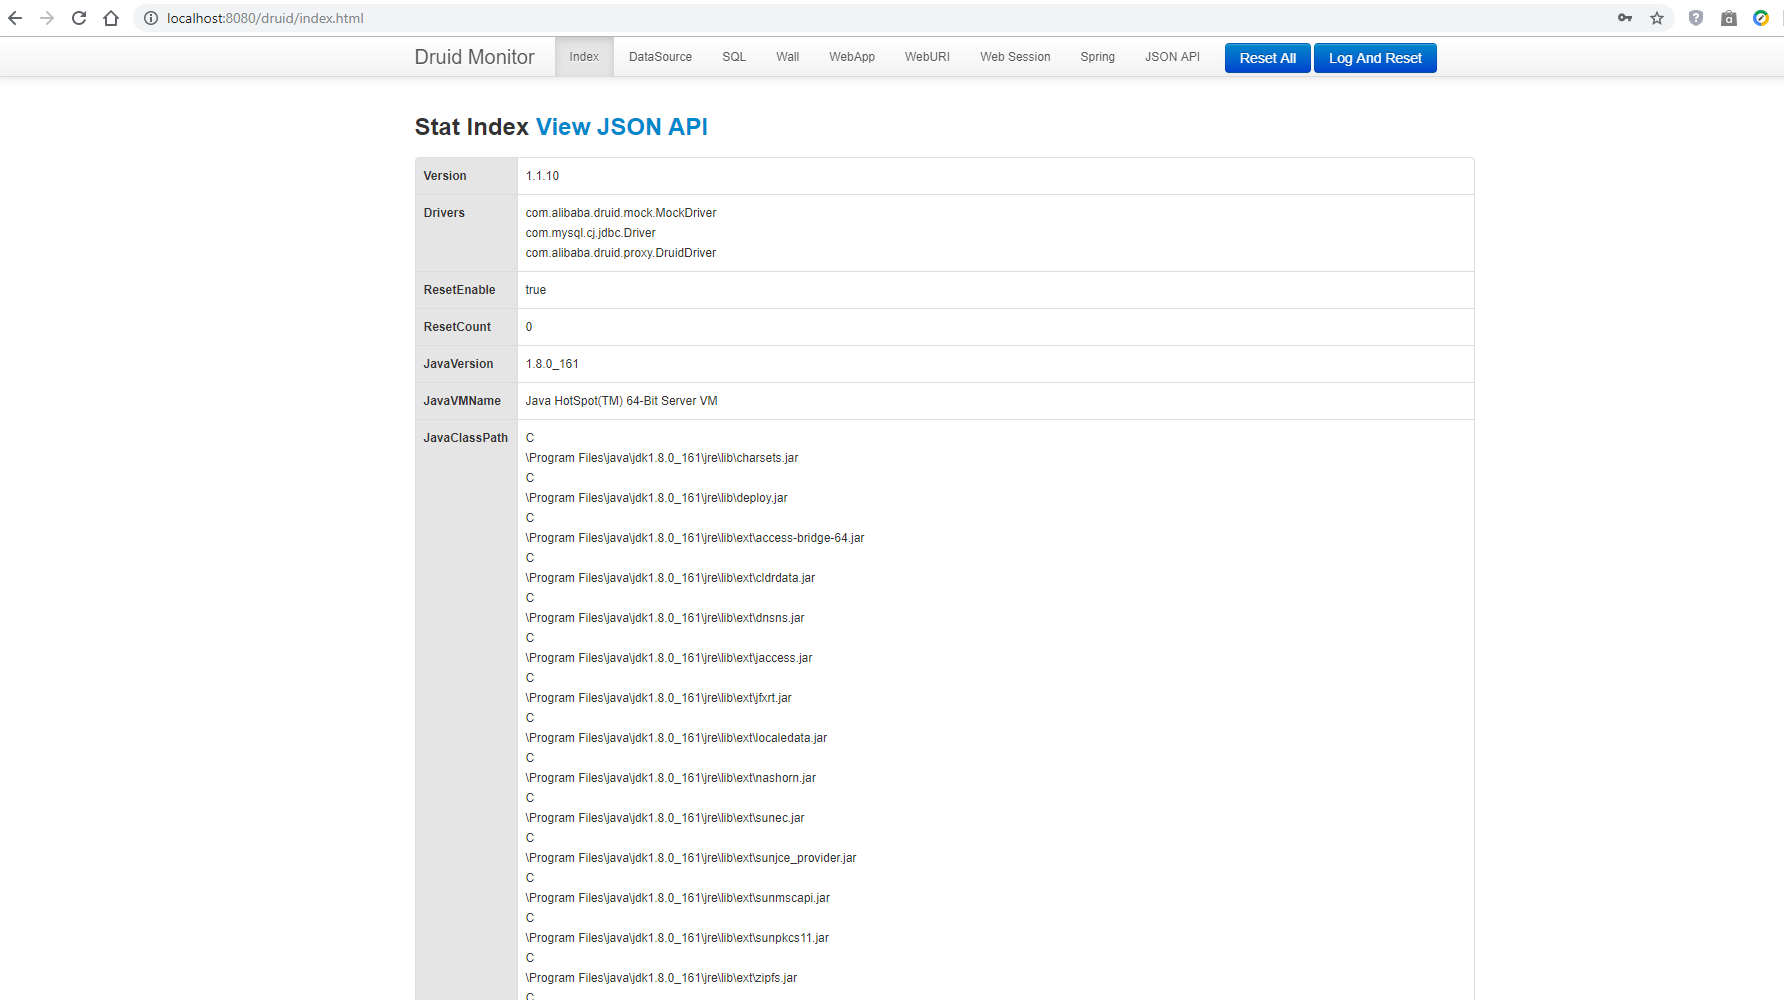 localhost:8080/druid/index.html
Druid Monitor Index DataSource SQL Wall WebApp WebURI Web Session Spring JSON API Reset All Log And Reset
Stat Index View JSON API
Version 1.1.10
Drivers com.alibaba.druid.mock.MockDriver
com.mysql.cj.jdbc.Driver
com.alibaba.druid.proxy.DruidDriver
ResetEnable true
ResetCount 0
JavaVersion 1.8.0_161
JavaVMName Java HotSpot(TM) 64-Bit Server VM
JavaClassPath C
\Program Files\java\jdk1.8.0_161\jre\lib\charsets.jar
C
\Program Files\java\jdk1.8.0_161\jre\lib\deploy.jar
C
\Program Files\java\jdk1.8.0_161\jre\lib\ext\access-bridge-64.jar
C
\Program Files\java\jdk1.8.0_161\jre\lib\ext\cldrdata.jar
C
\Program Files\java\jdk1.8.0_161\jre\lib\ext\dnsns.jar
C
\Program Files\java\jdk1.8.0_161\jre\lib\ext\jaccess.jar
C
\Program Files\java\jdk1.8.0_161\jre\lib\ext\jfxrt.jar
C
\Program Files\java\jdk1.8.0_161\jre\lib\ext\localedata.jar
C
\Program Files\java\jdk1.8.0_161\jre\lib\ext\nashorn.jar
C
\Program Files\java\jdk1.8.0_161\jre\lib\ext\sunec.jar
C
\Program Files\java\jdk1.8.0_161\jre\lib\ext\sunjce_provider.jar
C
\Program Files\java\jdk1.8.0_161\jre\lib\ext\sunmscapi.jar
C
\Program Files\java\jdk1.8.0_161\jre\lib\ext\sunpkcs11.jar
C
\Program Files\java\jdk1.8.0_161\jre\lib\ext\zipfs.jar
C